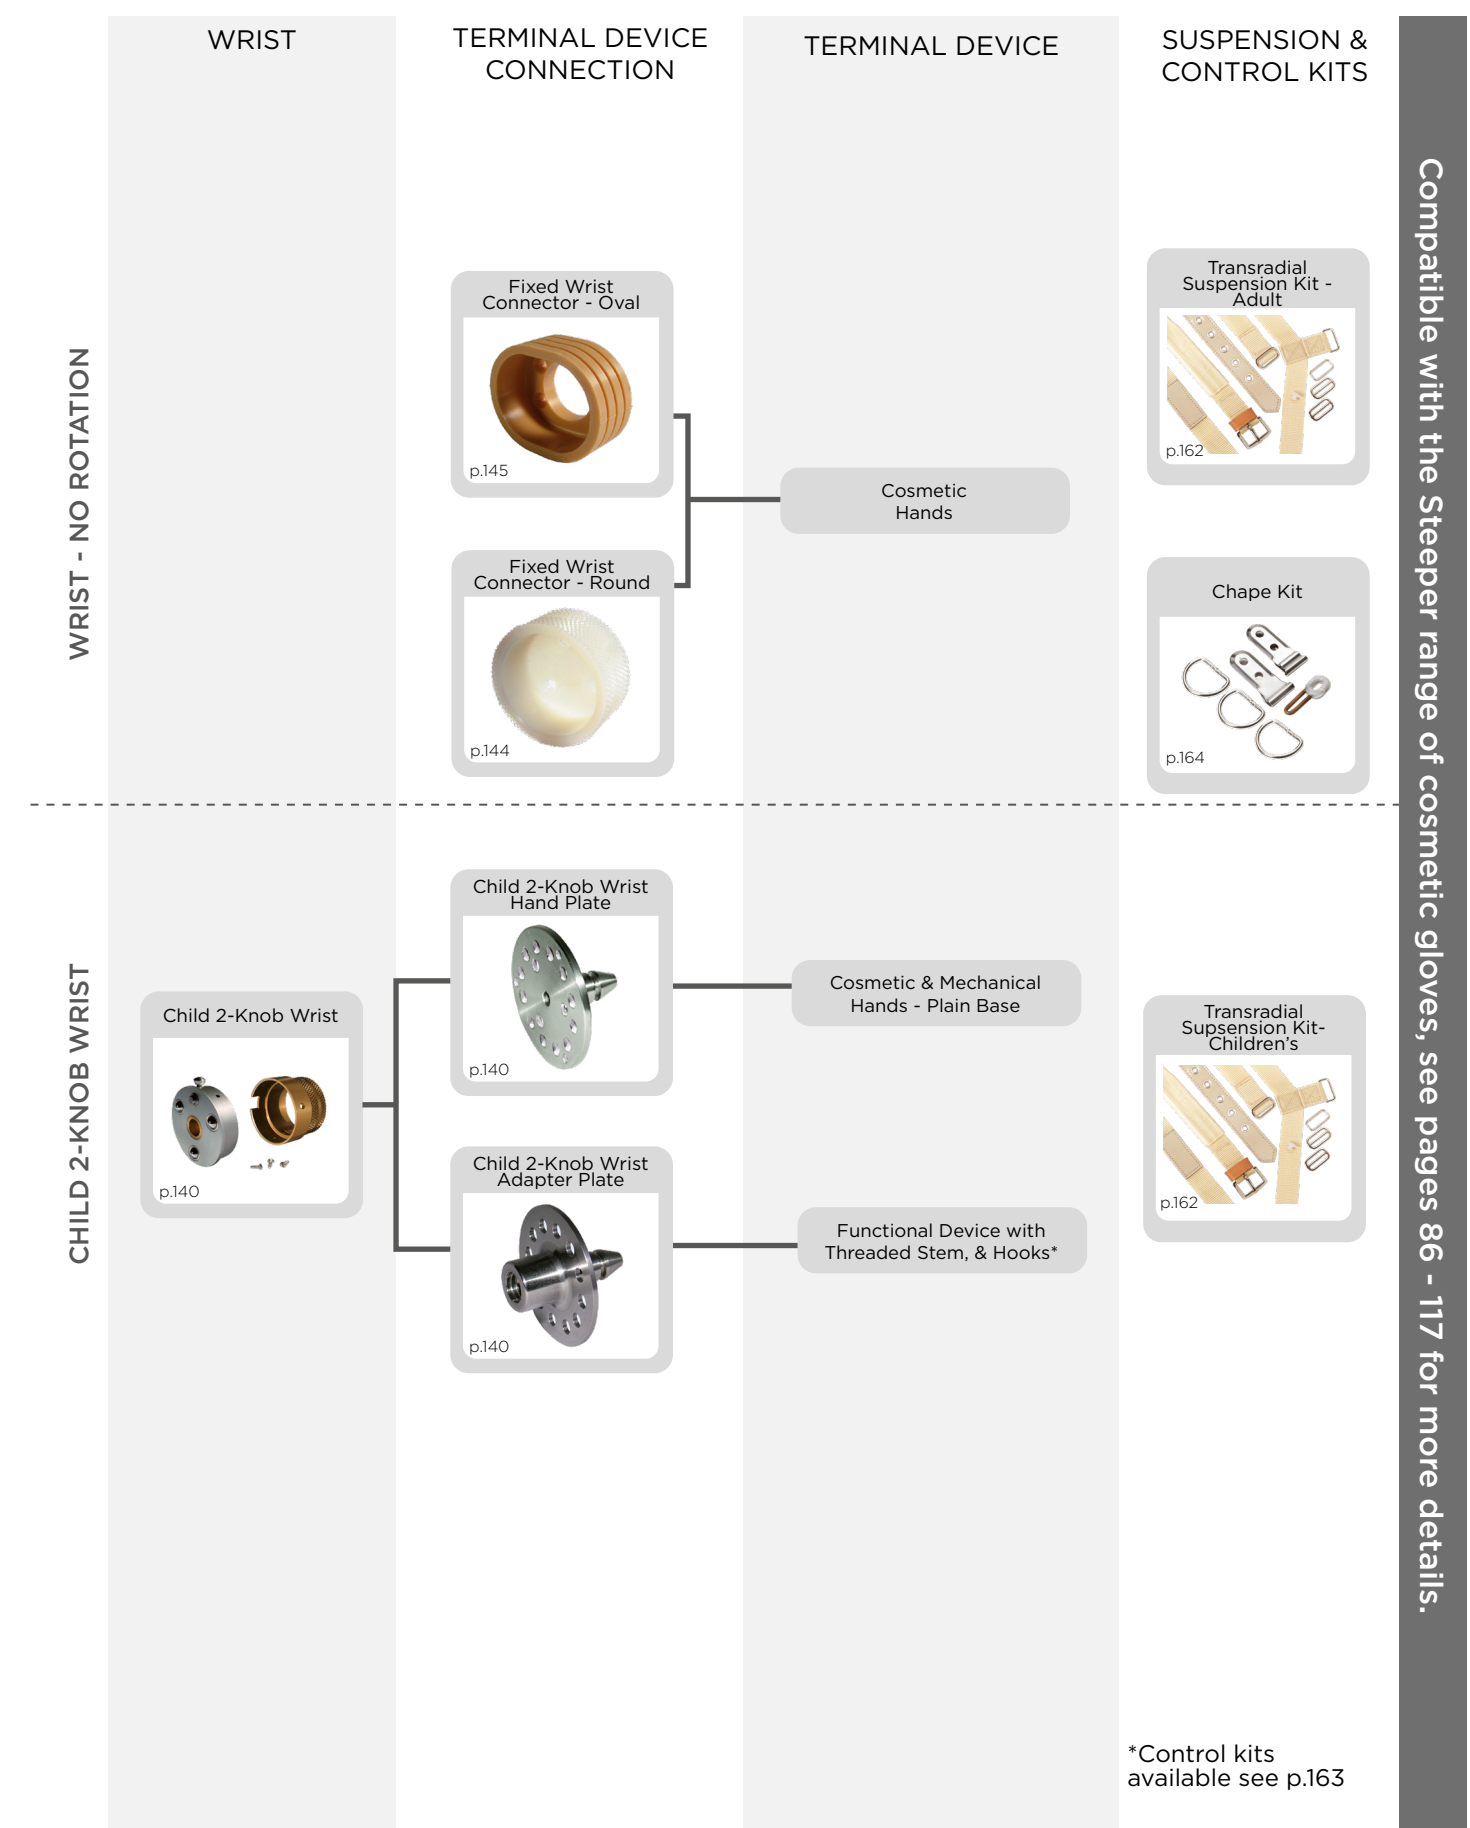 WRIST
TERMINAL DEVICE
CONNECTION
TERMINAL DEVICE
SUSPENSION &
CONTROL KITS
WRIST - NO ROTATION
Fixed Wrist
Connector - Oval
p.145
Fixed Wrist
Connector - Round
p.144
Cosmetic
Hands
Transradial
Suspension Kit -
Adult
p.162
Chape Kit
p.164
CHILD 2-KNOB WRIST
Child 2-Knob Wrist
p.140
Child 2-Knob Wrist
Hand Plate
p.140
Child 2-Knob Wrist
Adapter Plate
p.140
Cosmetic & Mechanical
Hands - Plain Base
Functional Device with
Threaded Stem, & Hooks*
Transradial
Supsension Kit-
Children's
p.162
*Control kits
available see p.163
Compatible with the Steeper range of cosmetic gloves, see pages 86 - 117 for more details.